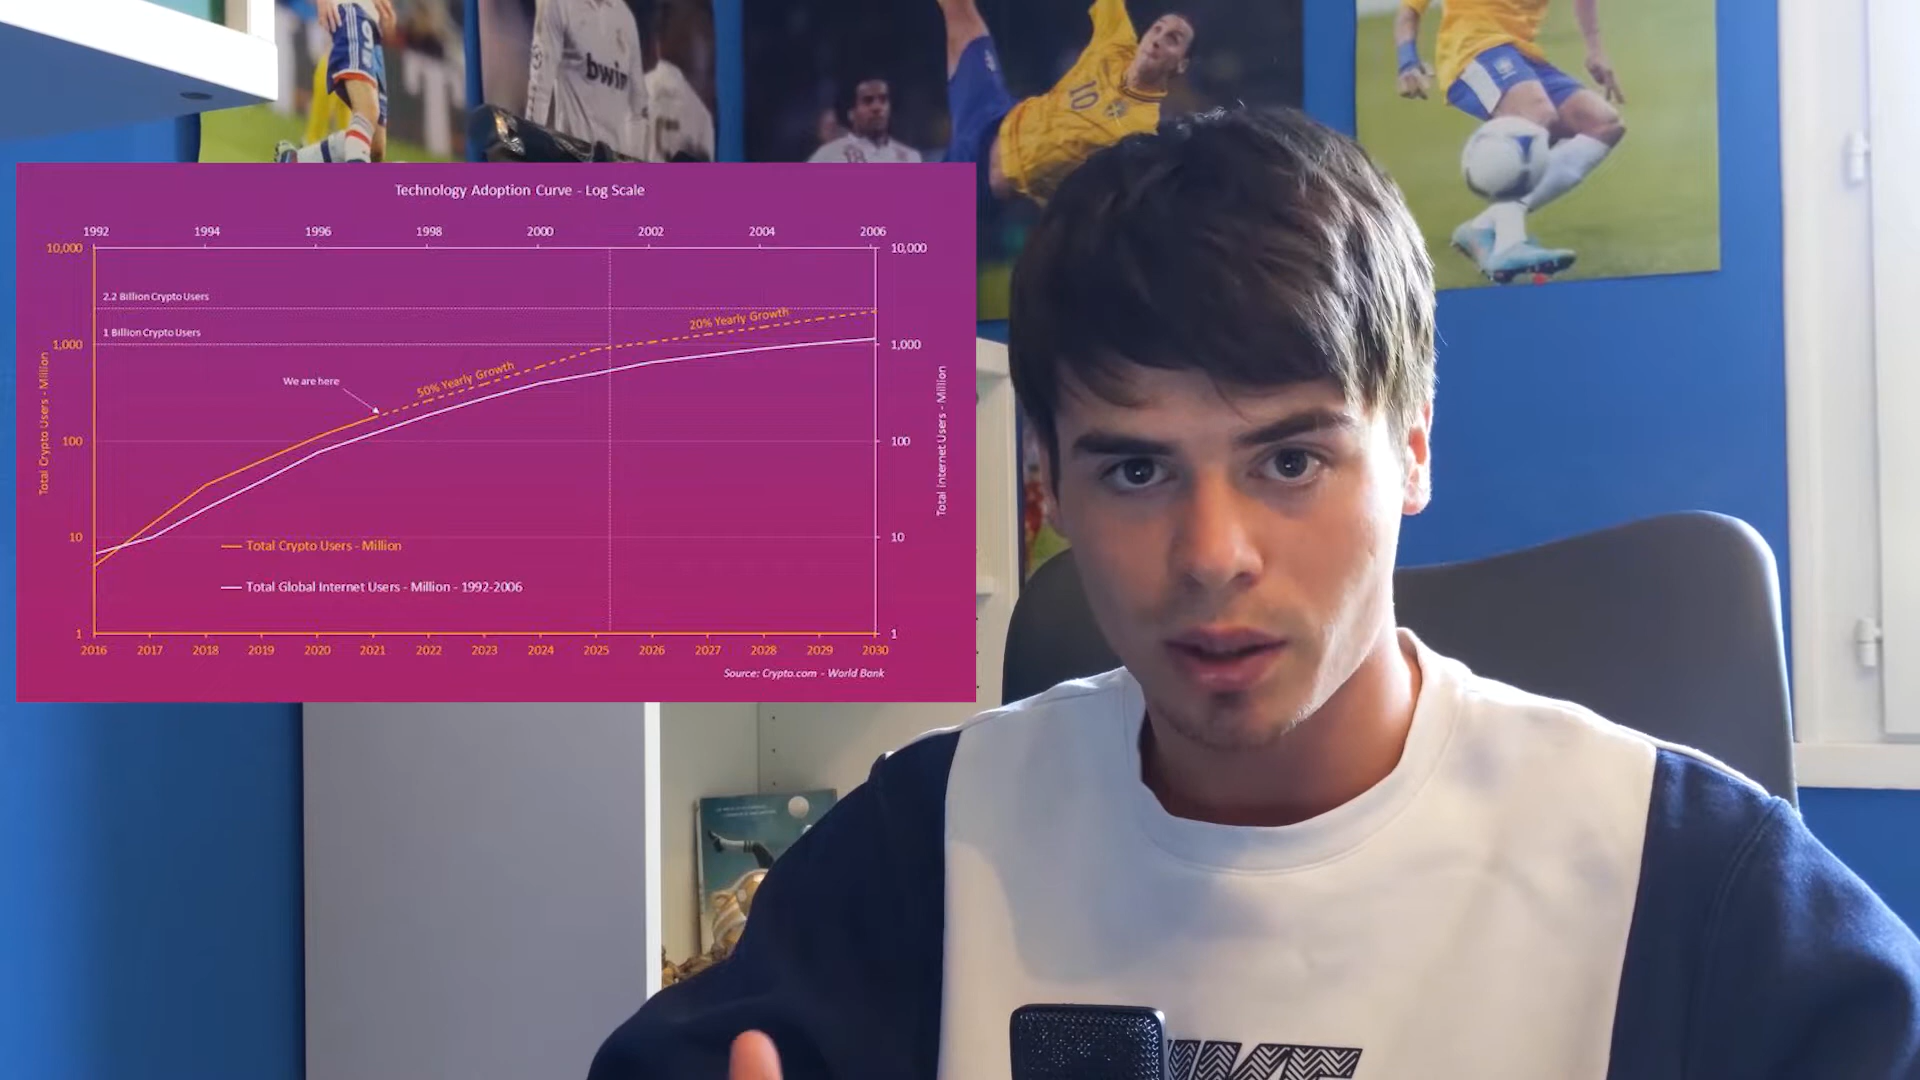 9
bwin
10
18
Technology Adoption Curve - Log Scale
1992 1994 1996 1998 2000 2002 2004 2006
10,000 10,000
2.2 Billion Crypto Users
1 Billion Crypto Users
20% Yearly Growth
1,000 1,000
We are here
50% Yearly Growth
Total Crypto Users - Million
Total Internet Users - Million
100 100
10 10
Total Crypto Users - Million
Total Global Internet Users - Million - 1992-2006
1 1
2016 2017 2018 2019 2020 2021 2022 2023 2024 2025 2026 2027 2028 2029 2030
Source: Crypto.com - World Bank